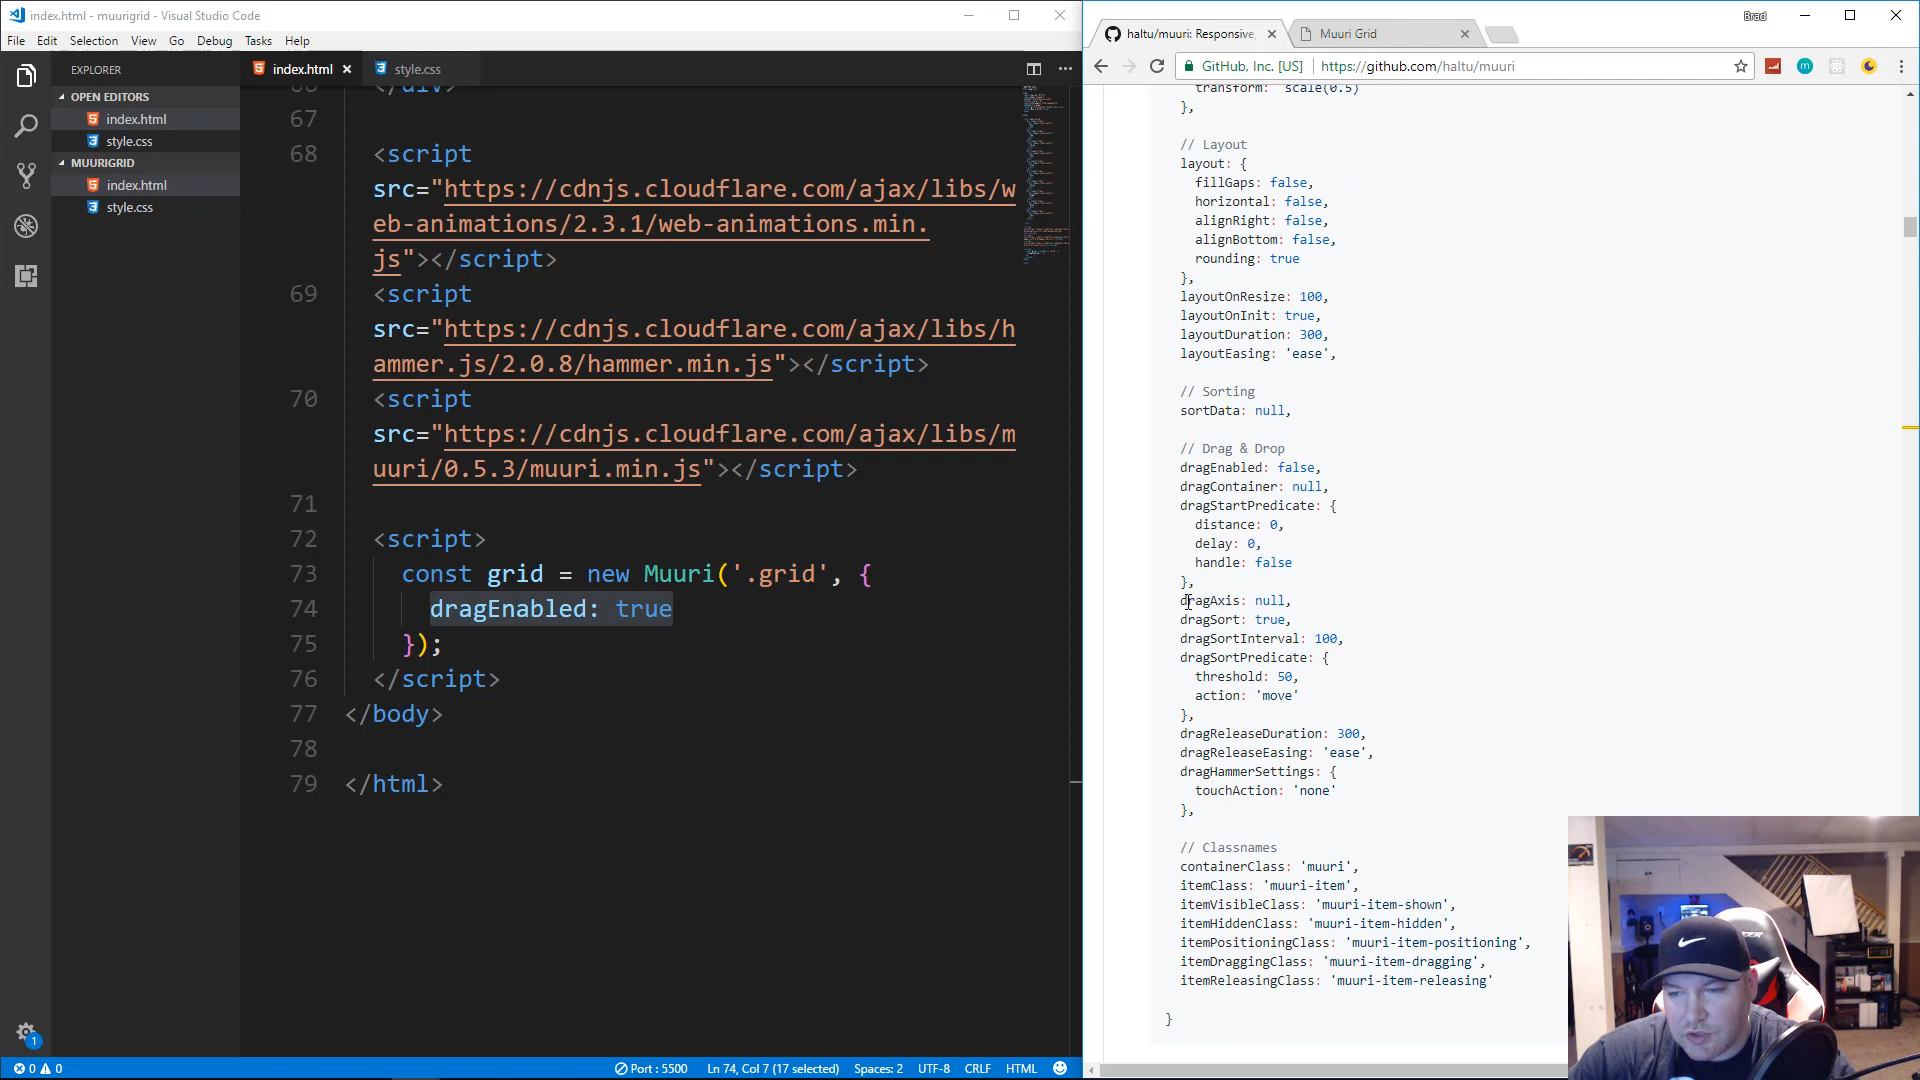 index.html - muurigrid - Visual Studio Code
File Edit Selection View Go Debug Tasks Help
EXPLORER
OPEN EDITORS
index.html
style.css
MUURIGRID
index.html
style.css
index.html
style.css
67
68 <script
src="https://cdnjs.cloudflare.com/ajax/libs/w
eb-animations/2.3.1/web-animations.min.
js"></script>
69 <script
src="https://cdnjs.cloudflare.com/ajax/libs/h
ammer.js/2.0.8/hammer.min.js"></script>
70 <script
src="https://cdnjs.cloudflare.com/ajax/libs/m
uuri/0.5.3/muuri.min.js"></script>
71
72 <script>
73 const grid = new Muuri('.grid', {
74 dragEnabled: true
75 });
76 </script>
77 </body>
78
79 </html>
1
0 0
Port : 5500 Ln 74, Col 7 (17 selected) Spaces: 2 UTF-8 CRLF HTML
Brad
haltu/muuri: Responsive,
Muuri Grid
GitHub, Inc. [US] https://github.com/haltu/muuri
transform: 'scale(0.5)'
},
// Layout
layout: {
fillGaps: false,
horizontal: false,
alignRight: false,
alignBottom: false,
rounding: true
},
layoutOnResize: 100,
layoutOnInit: true,
layoutDuration: 300,
layoutEasing: 'ease',
// Sorting
sortData: null,
// Drag & Drop
dragEnabled: false,
dragContainer: null,
dragStartPredicate: {
distance: 0,
delay: 0,
handle: false
},
dragAxis: null,
dragSort: true,
dragSortInterval: 100,
dragSortPredicate: {
threshold: 50,
action: 'move'
},
dragReleaseDuration: 300,
dragReleaseEasing: 'ease',
dragHammerSettings: {
touchAction: 'none'
},
// Classnames
containerClass: 'muuri',
itemClass: 'muuri-item',
itemVisibleClass: 'muuri-item-shown',
itemHiddenClass: 'muuri-item-hidden',
itemPositioningClass: 'muuri-item-positioning',
itemDraggingClass: 'muuri-item-dragging',
itemReleasingClass: 'muuri-item-releasing'
}